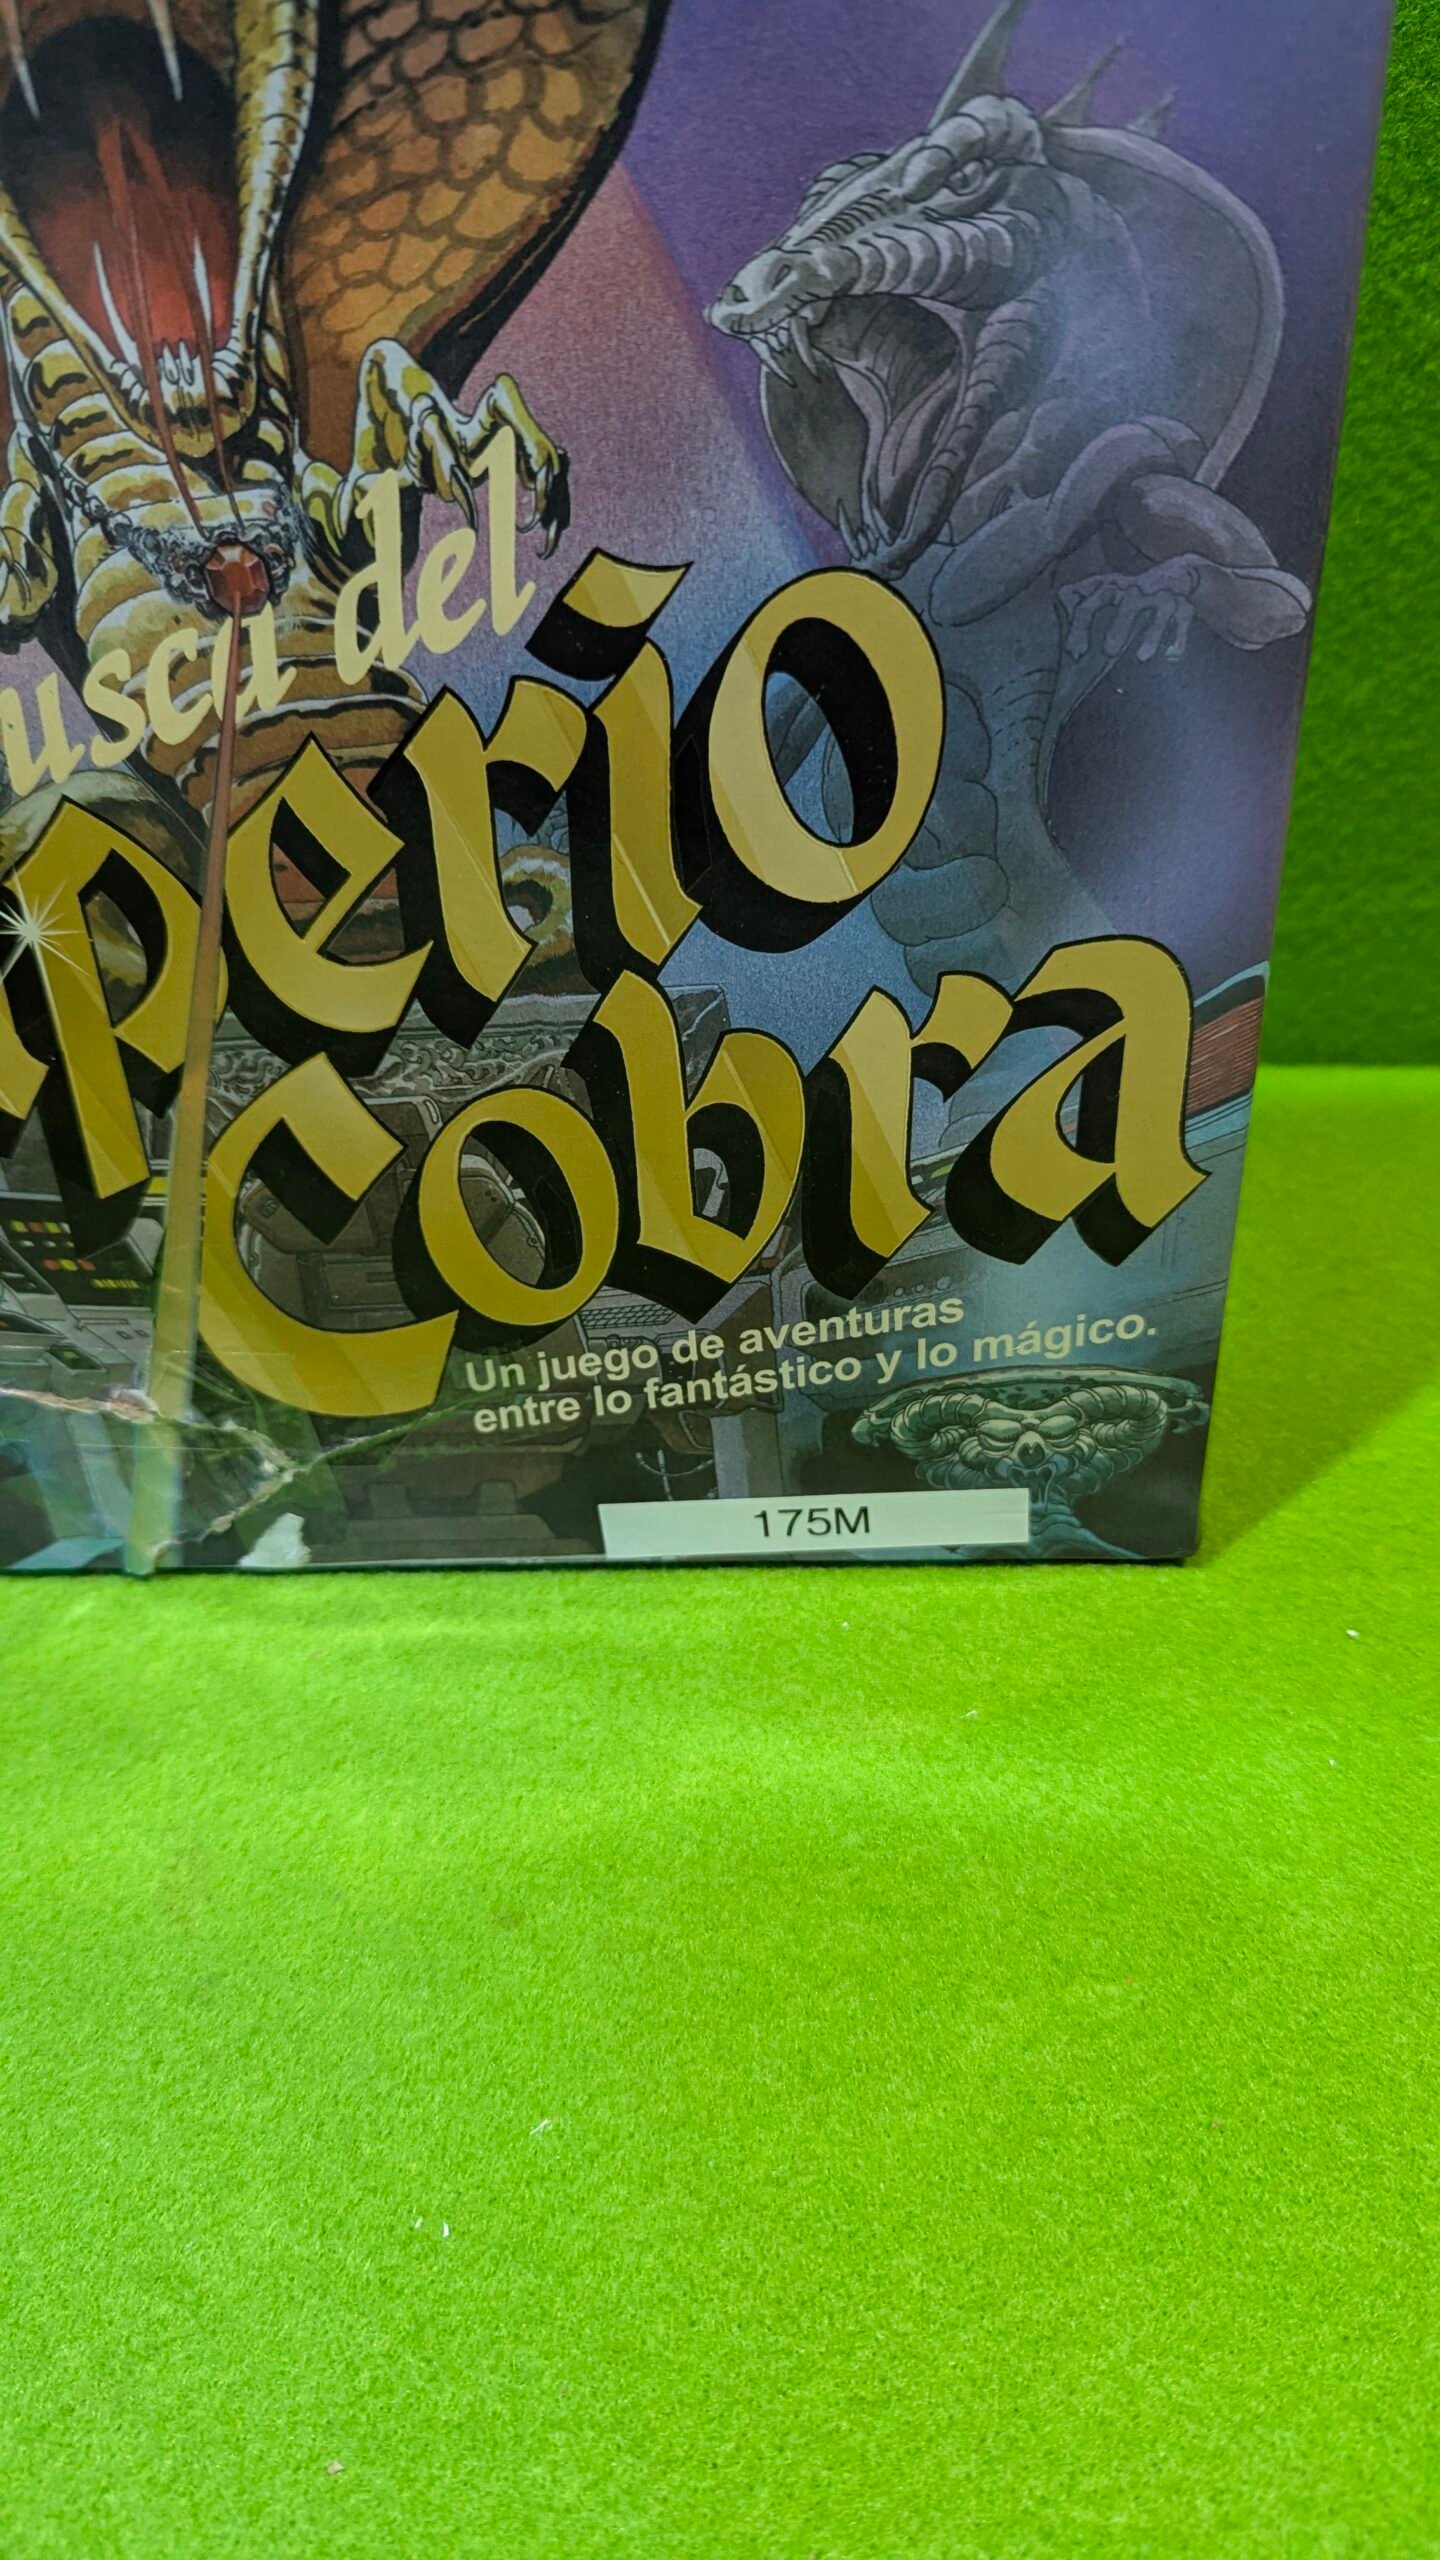 usca del
perio
Cobra
Un juego de aventuras
entre lo fantástico y lo mágico.
175M